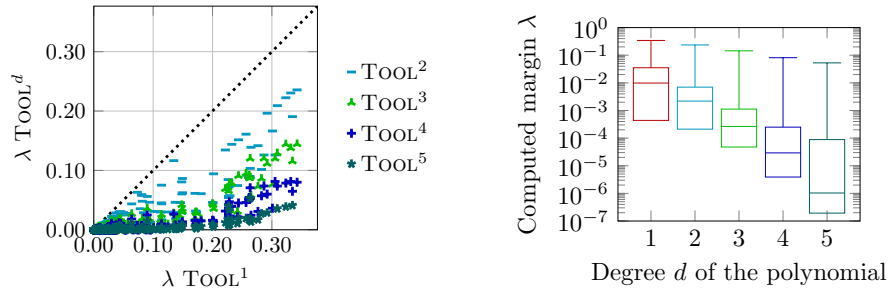 0.30
0.20
0.10
0.00
λ TOOL^d
0.00 0.10 0.20 0.30
λ TOOL^1
TOOL^2
TOOL^3
TOOL^4
TOOL^5
10^0
10^−1
10^−2
10^−3
10^−4
10^−5
10^−6
10^−7
Computed margin λ
1 2 3 4 5
Degree d of the polynomial